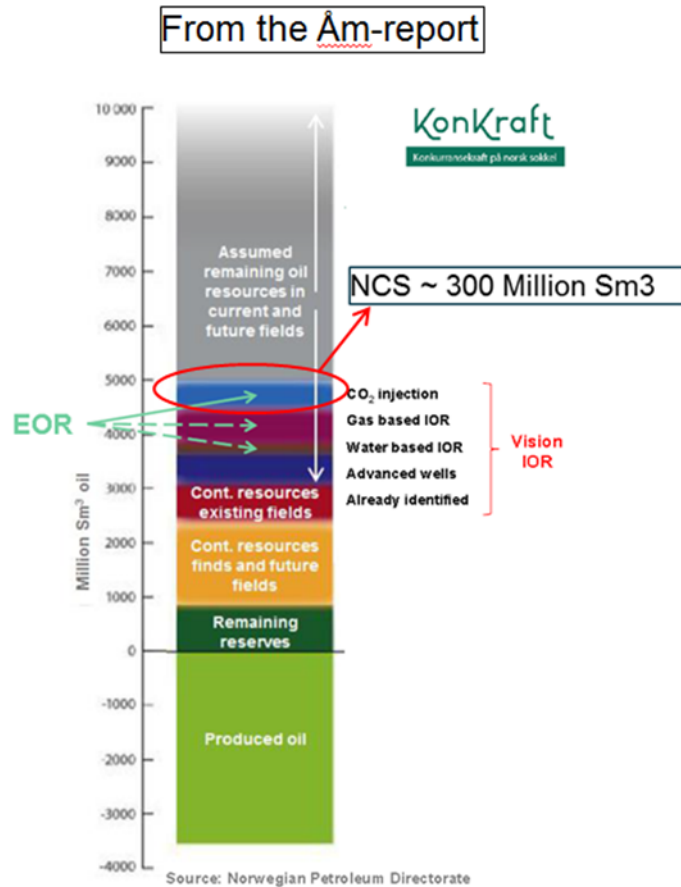 From the Åm-report
KonKraft
Konkurransekraft på norsk sokkel
10 000
9000
8000
7000
6000
5000
4000
3000
2000
1000
0
-1000
-2000
-3000
-4000
Million Sm³ oil
Assumed
remaining oil
resources in
current and
future fields
NCS ~ 300 Million Sm3
EOR
CO₂ injection
Gas based IOR
Water based IOR
Advanced wells
Already identified
Vision
IOR
Cont. resources
existing fields
Cont. resources
finds and future
fields
Remaining
reserves
Produced oil
Source: Norwegian Petroleum Directorate